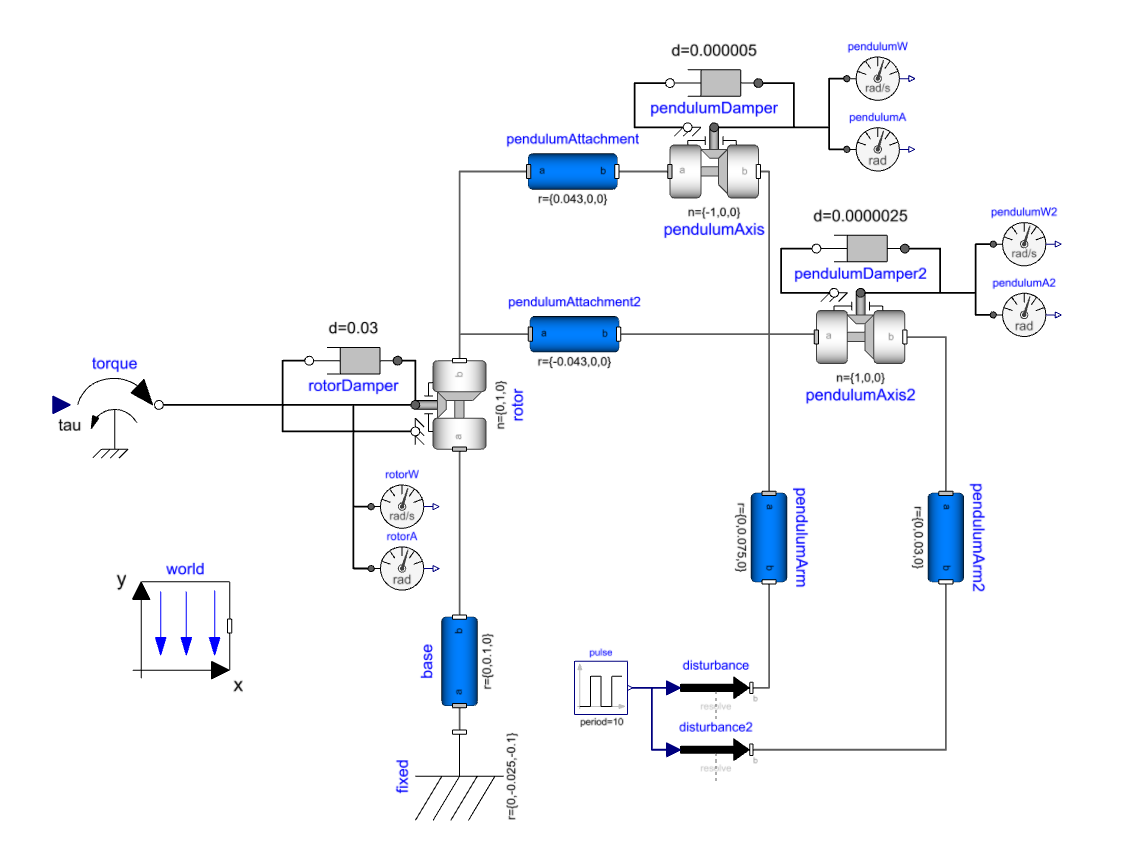 d=0.000005
pendulumDamper
pendulumW
rad/s
pendulumA
rad
pendulumAttachment
a
b
r={0.043,0,0}
a
b
n={-1,0,0}
pendulumAxis
d=0.0000025
pendulumDamper2
pendulumW2
rad/s
pendulumA2
rad
pendulumAttachment2
a
b
r={-0.043,0,0}
a
b
n={1,0,0}
pendulumAxis2
torque
tau
d=0.03
rotorDamper
b
a
n={0,1,0}
rotor
rotorW
rad/s
rotorA
rad
world
y
x
base
b
a
r={0,0.1,0}
fixed
r={0,-0.025,-0.1}
r={0,0.075,0}
a
b
pendulumArm
r={0,0.03,0}
a
b
pendulumArm2
pulse
period=10
disturbance
resolve
b
disturbance2
resolve
b